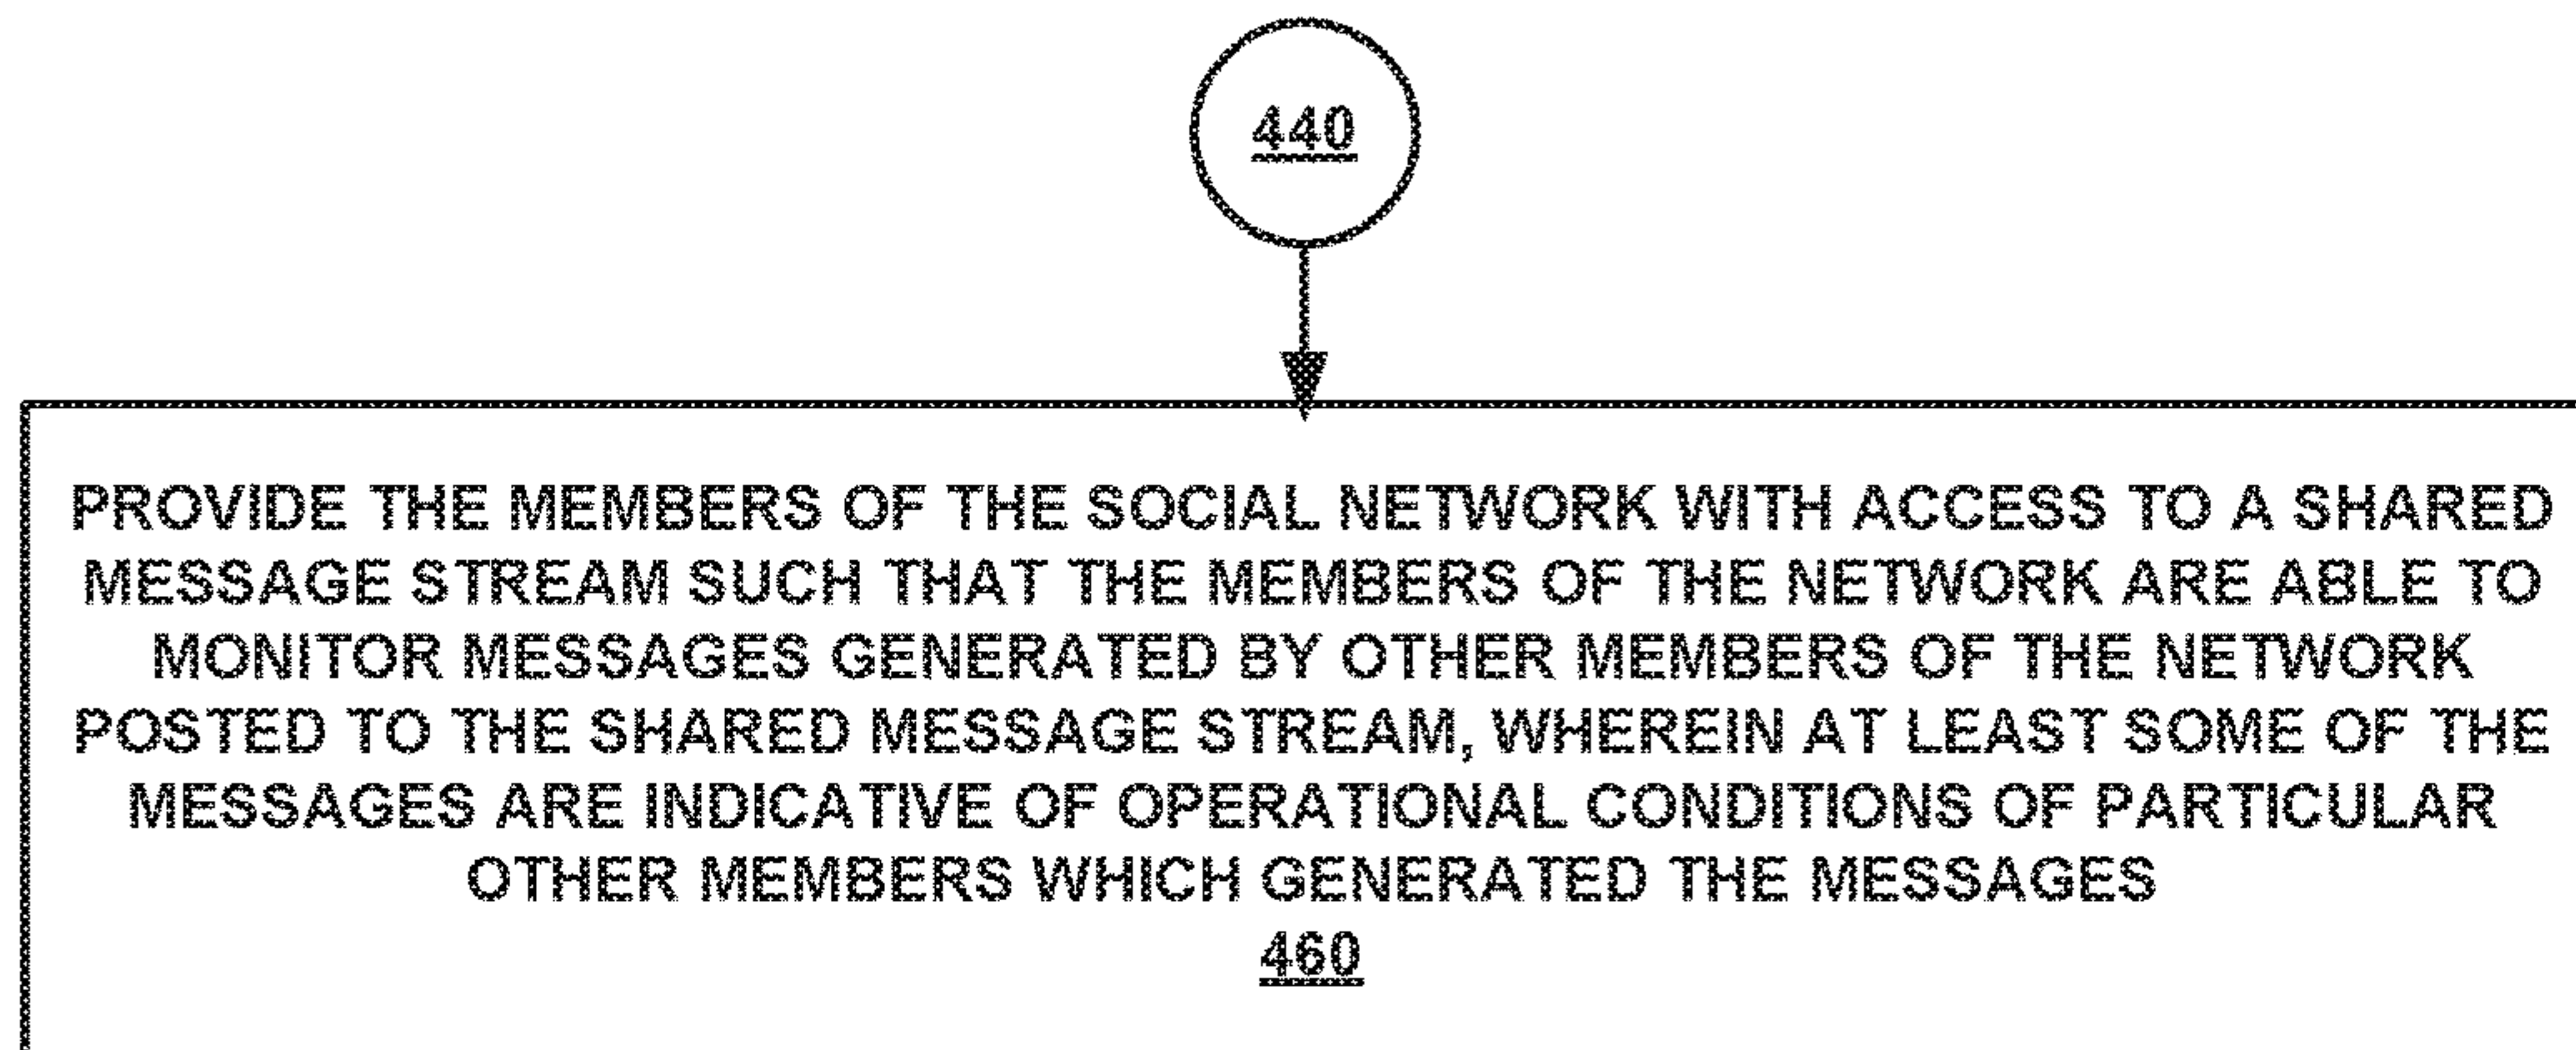 440
PROVIDE THE MEMBERS OF THE SOCIAL NETWORK WITH ACCESS TO A SHARED
MESSAGE STREAM SUCH THAT THE MEMBERS OF THE NETWORK ARE ABLE TO
MONITOR MESSAGES GENERATED BY OTHER MEMBERS OF THE NETWORK
POSTED TO THE SHARED MESSAGE STREAM, WHEREIN AT LEAST SOME OF THE
MESSAGES ARE INDICATIVE OF OPERATIONAL CONDITIONS OF PARTICULAR
OTHER MEMBERS WHICH GENERATED THE MESSAGES
460